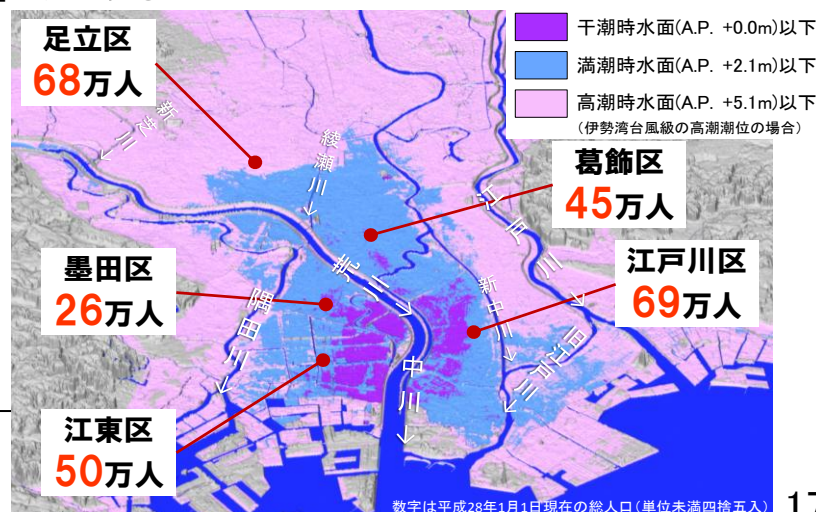 足立区
68万人
干潮時水面(A.P. +0.0m)以下
満潮時水面(A.P. +2.1m)以下
高潮時水面(A.P. +5.1m)以下
(伊勢湾台風級の高潮潮位の場合)
新芝川
綾瀬川
葛飾区
45万人
江戸川
墨田区
26万人
荒川
江戸川区
69万人
隅田川
新中川
旧江戸川
中川
江東区
50万人
数字は平成28年1月1日現在の総人口(単位未満四捨五入)
17